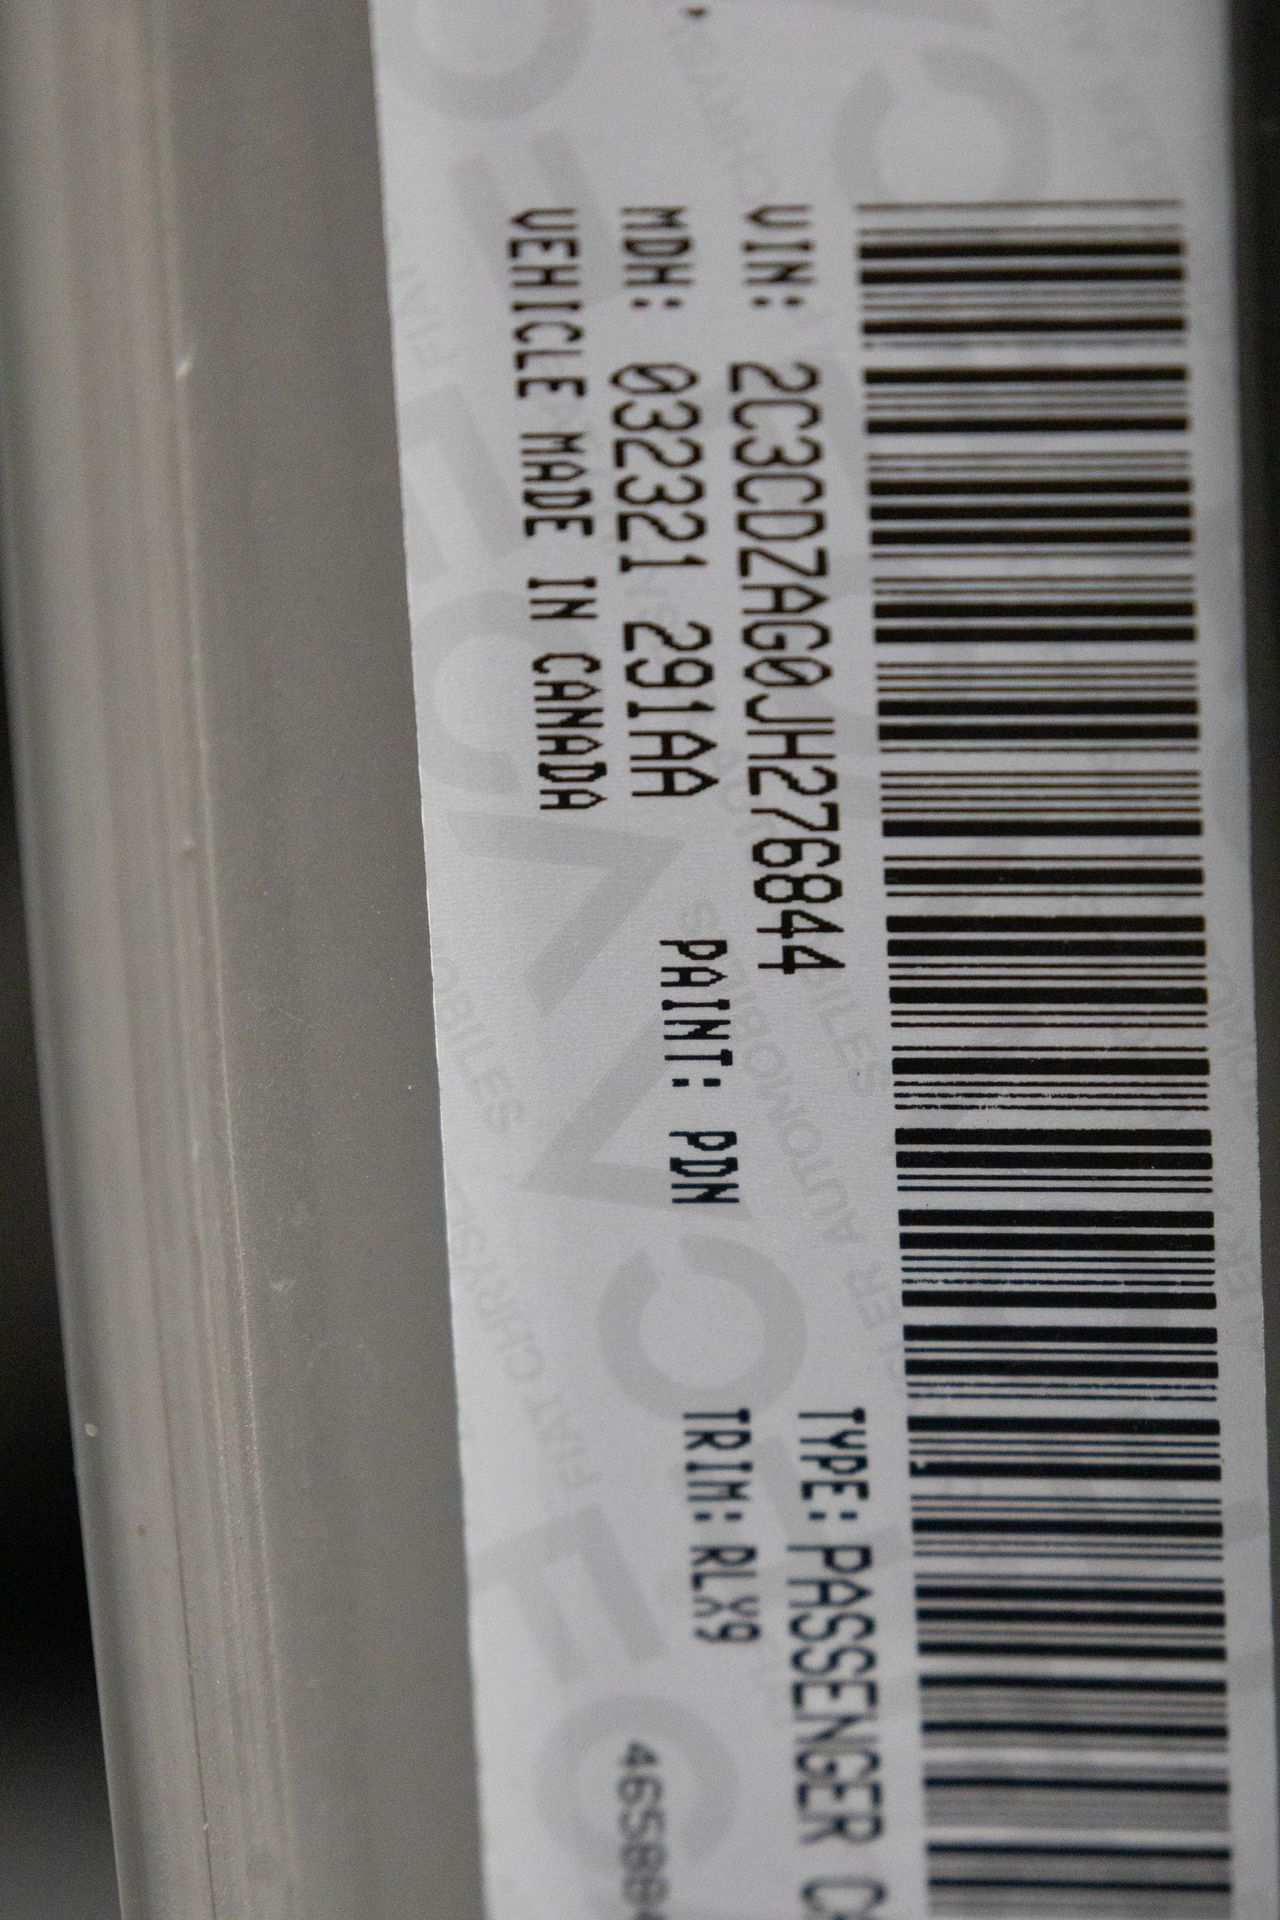 VIN: 2C3CDZAG0JH276844 TYPE: PASSENGER
MDH: 032321 291AA PAINT: PDN TRIM: RLX9
VEHICLE MADE IN CANADA